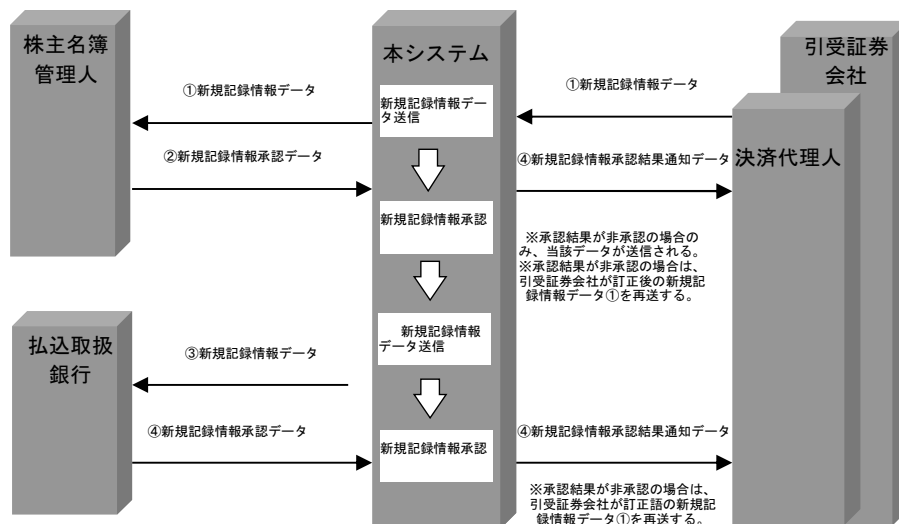 株主名簿
管理人
本システム
引受証券
会社
決済代理人
①新規記録情報データ
①新規記録情報データ
新規記録情報デー
タ送信
②新規記録情報承認データ
④新規記録情報承認結果通知データ
新規記録情報承認
※承認結果が非承認の場合の
み、当該データが送信される。
※承認結果が非承認の場合は、
引受証券会社が訂正後の新規記
録情報データ①を再送する。
払込取扱
銀行
新規記録情報
データ送信
③新規記録情報データ
④新規記録情報承認データ
新規記録情報承認
④新規記録情報承認結果通知データ
※承認結果が非承認の場合は、
引受証券会社が訂正語の新規記
録情報データ①を再送する。